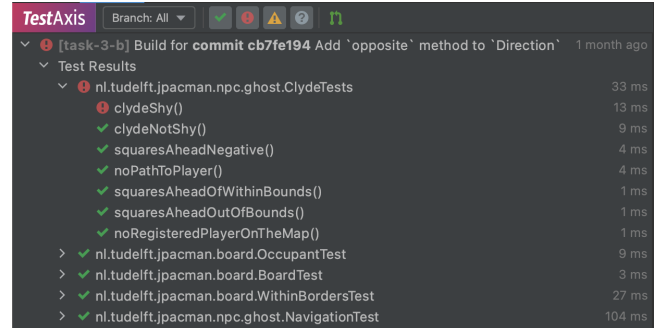 TestAxis Branch: All
[task-3-b] Build for commit cb7fe194 Add `opposite` method to `Direction` 1 month ago
Test Results
nl.tudelft.jpacman.npc.ghost.ClydeTests 33 ms
clydeShy() 13 ms
clydeNotShy() 9 ms
squaresAheadNegative() 4 ms
noPathToPlayer() 4 ms
squaresAheadOfWithinBounds() 1 ms
squaresAheadOutOfBounds() 1 ms
noRegisteredPlayerOnTheMap() 1 ms
nl.tudelft.jpacman.board.OccupantTest 9 ms
nl.tudelft.jpacman.board.BoardTest 3 ms
nl.tudelft.jpacman.board.WithinBordersTest 27 ms
nl.tudelft.jpacman.npc.ghost.NavigationTest 104 ms